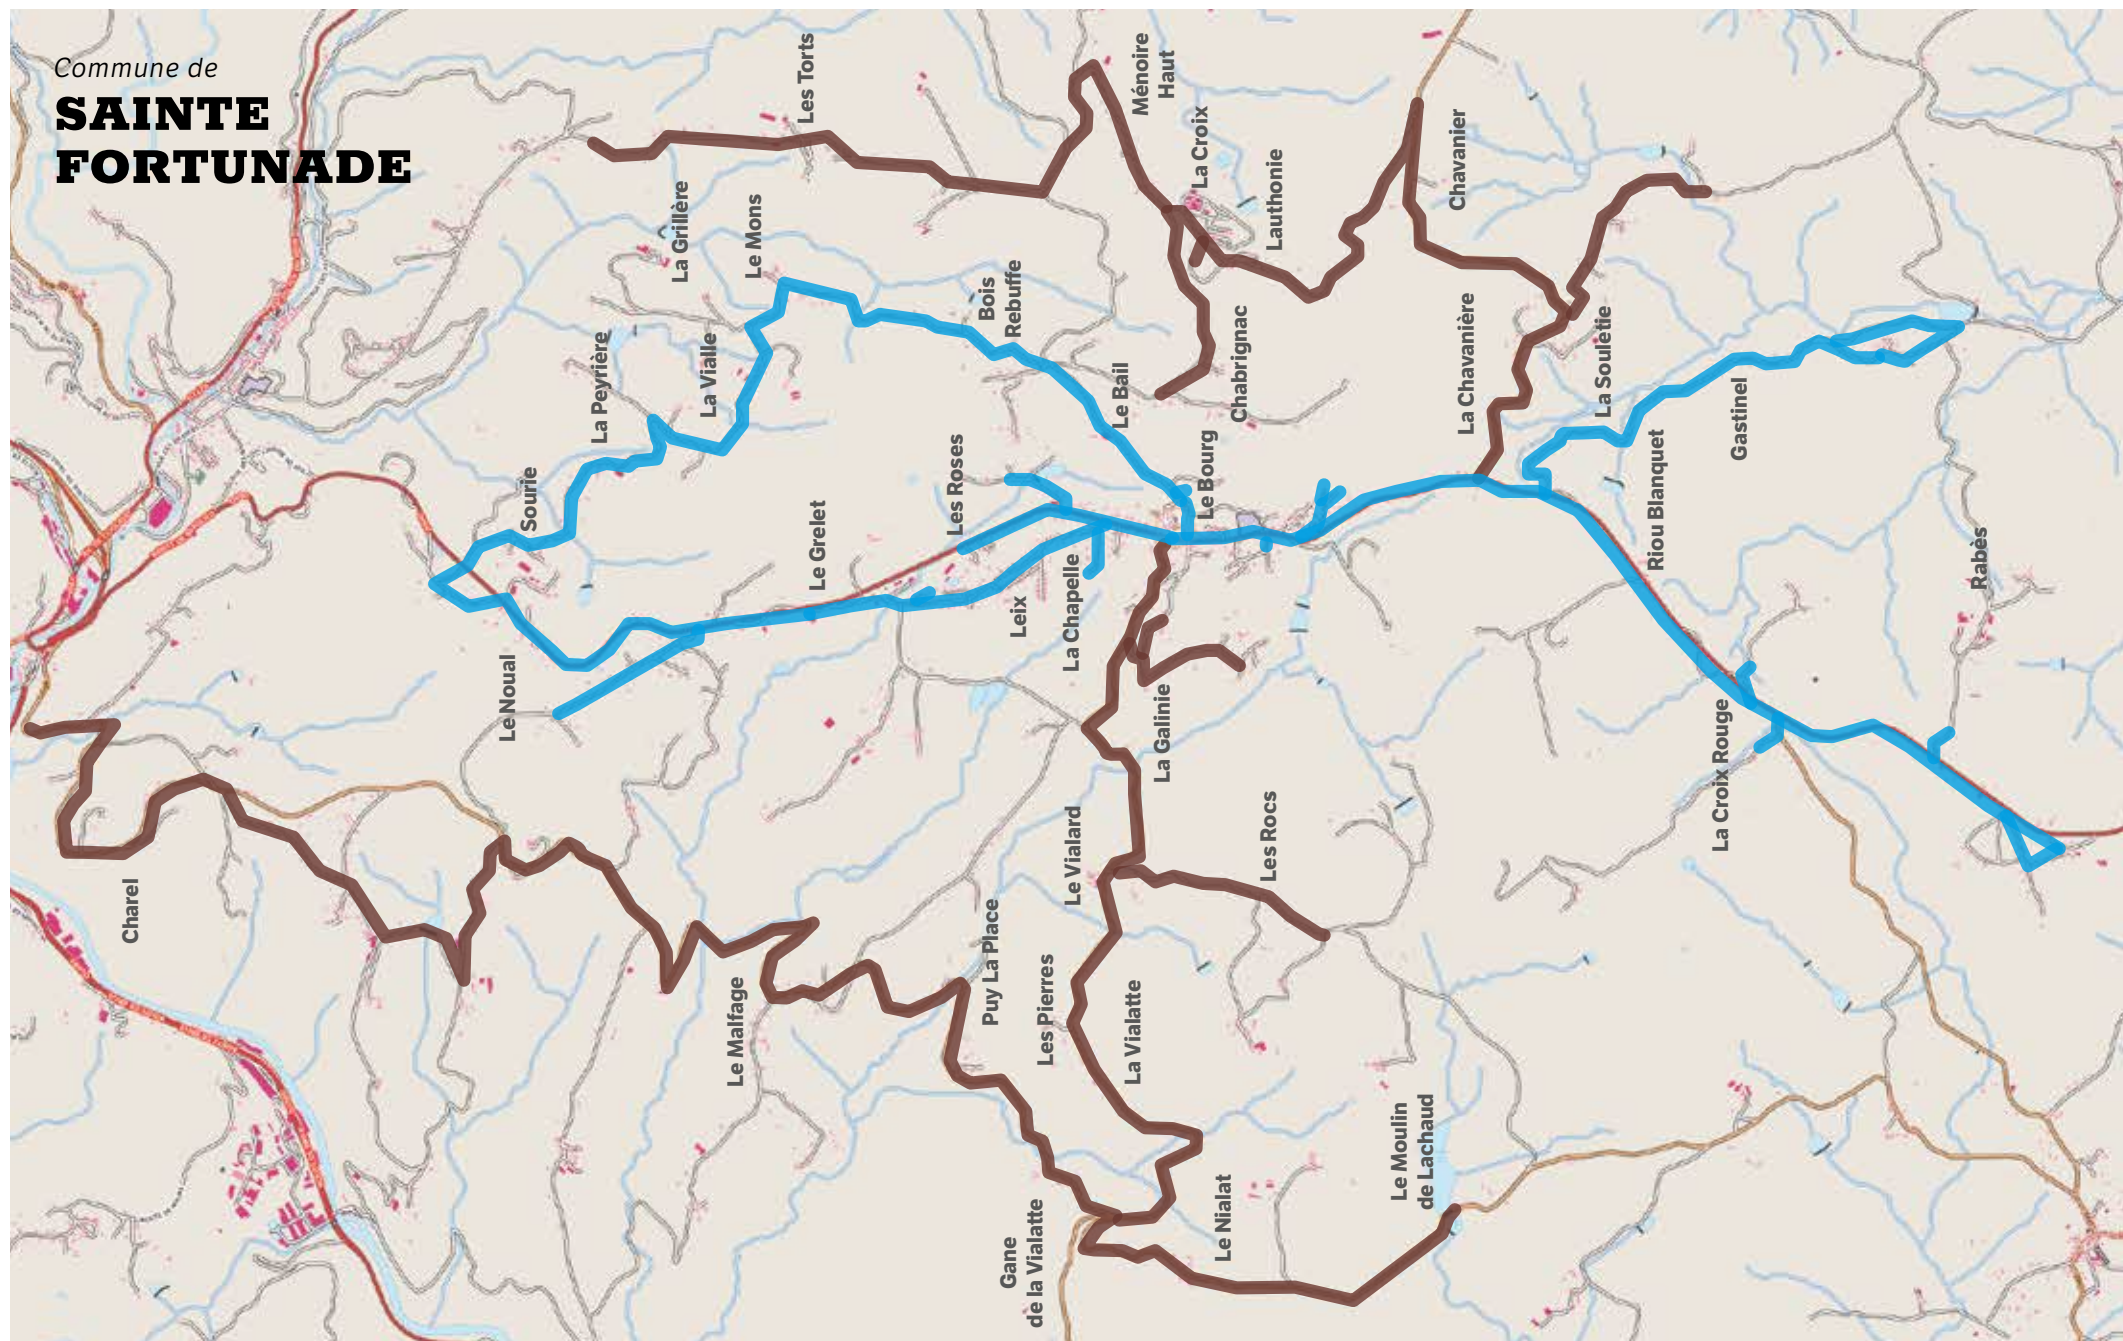 Commune de
SAINTE
FORTUNADE
Les Torts
Ménoire
Haut
La Croix
Lauthonie
Chavanier
La Grillère
Le Mons
Bois
Rebuffe
La Peyrière
La Vialle
Le Bail
Chabrignac
La Chavanière
La Souletie
Gastinel
Sourie
Le Grelet
Les Roses
Le Bourg
Riou Blanquet
Rabès
Le Noual
Leix
La Chapelle
La Galinie
La Croix Rouge
Charel
Le Vialard
Les Rocs
Le Malfage
Puy La Place
Les Pierres
La Vialatte
Gane
de la Vialatte
Le Nialat
Le Moulin
de Lachaud